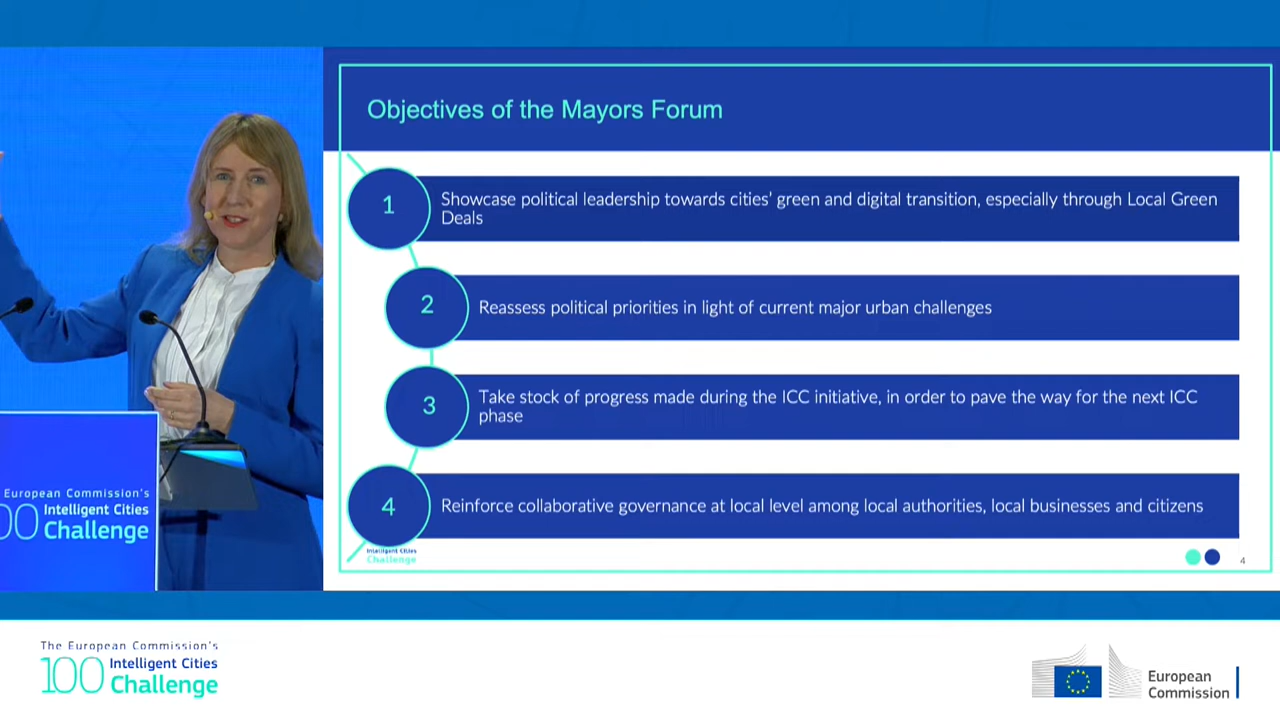 Objectives of the Mayors Forum
1
Showcase political leadership towards cities' green and digital transition, especially through Local Green
Deals
2
Reassess political priorities in light of current major urban challenges
3
Take stock of progress made during the ICC initiative, in order to pave the way for the next ICC
phase
4
Reinforce collaborative governance at local level among local authorities, local businesses and citizens
Intelligent Cities
Challenge
4
European Commission's
00 Intelligent Cities
Challenge
The European Commission's
100 Intelligent Cities
Challenge
European
Commission